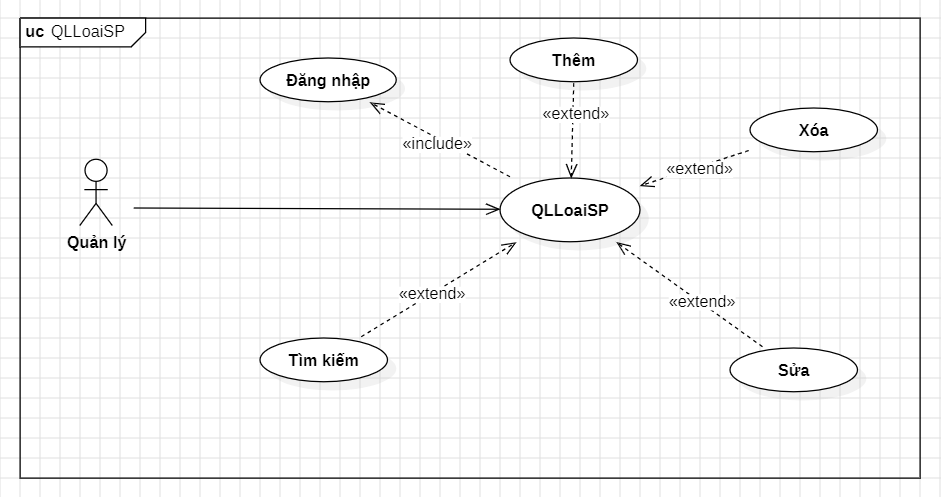 uc QLLoaiSP
Thêm
Đăng nhập
«extend»
Xóa
«include»
«extend»
QLLoaiSP
Quản lý
«extend»
«extend»
Tìm kiếm
Sửa